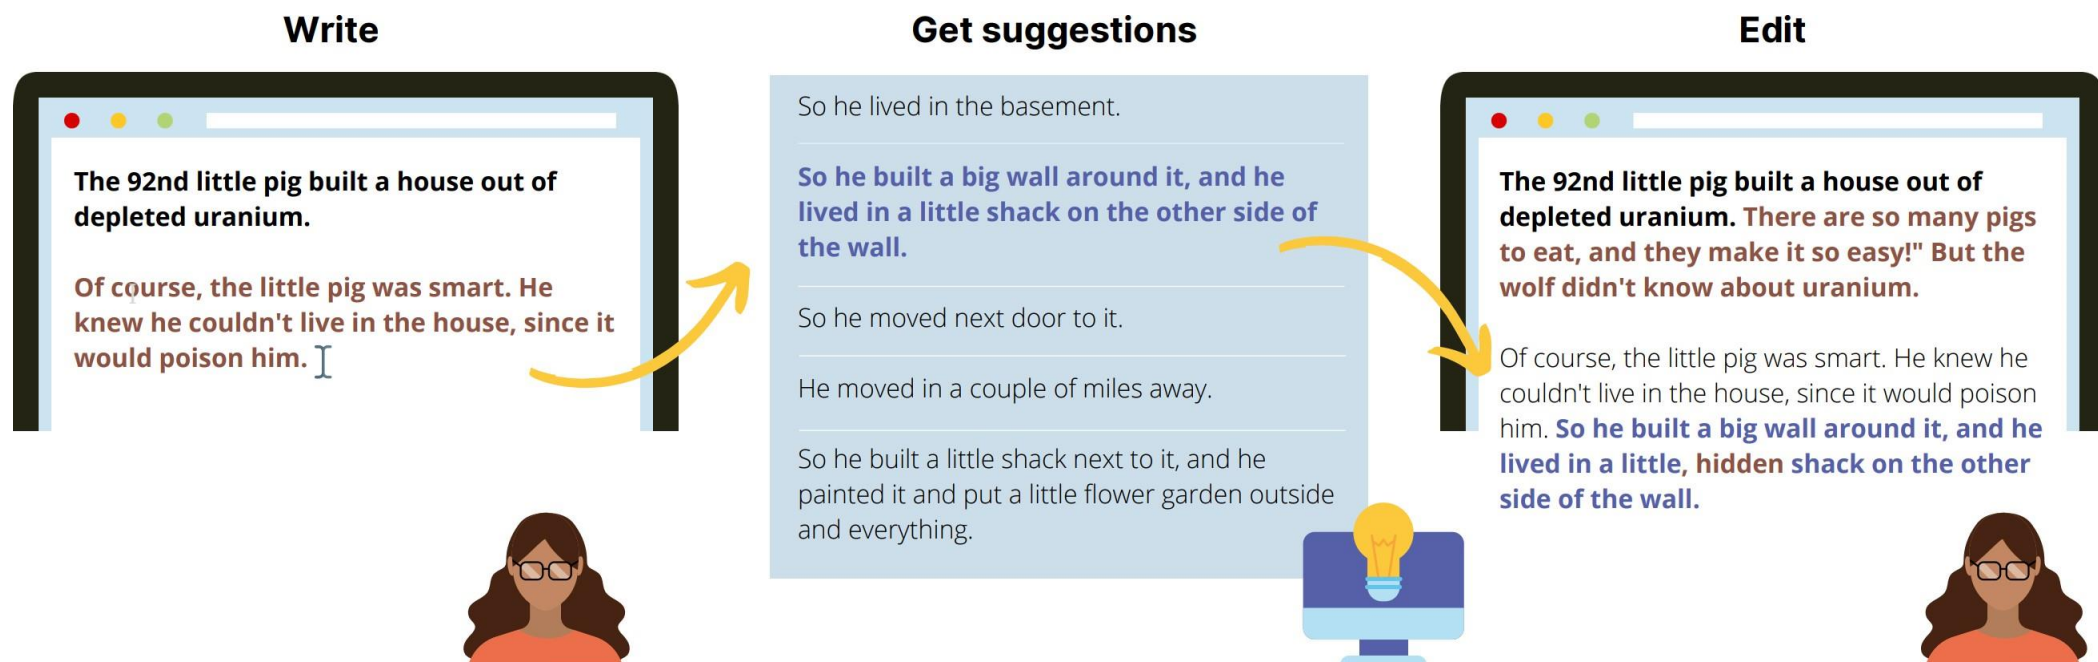 Write
The 92nd little pig built a house out of
depleted uranium.
Of course, the little pig was smart. He
knew he couldn't live in the house, since it
would poison him.
Get suggestions
So he lived in the basement.
So he built a big wall around it, and he
lived in a little shack on the other side of
the wall.
So he moved next door to it.
He moved in a couple of miles away.
So he built a little shack next to it, and he
painted it and put a little flower garden outside
and everything.
Edit
The 92nd little pig built a house out of
depleted uranium. There are so many pigs
to eat, and they make it so easy!" But the
wolf didn't know about uranium.
Of course, the little pig was smart. He knew he
couldn't live in the house, since it would poison
him. So he built a big wall around it, and he
lived in a little, hidden shack on the other
side of the wall.